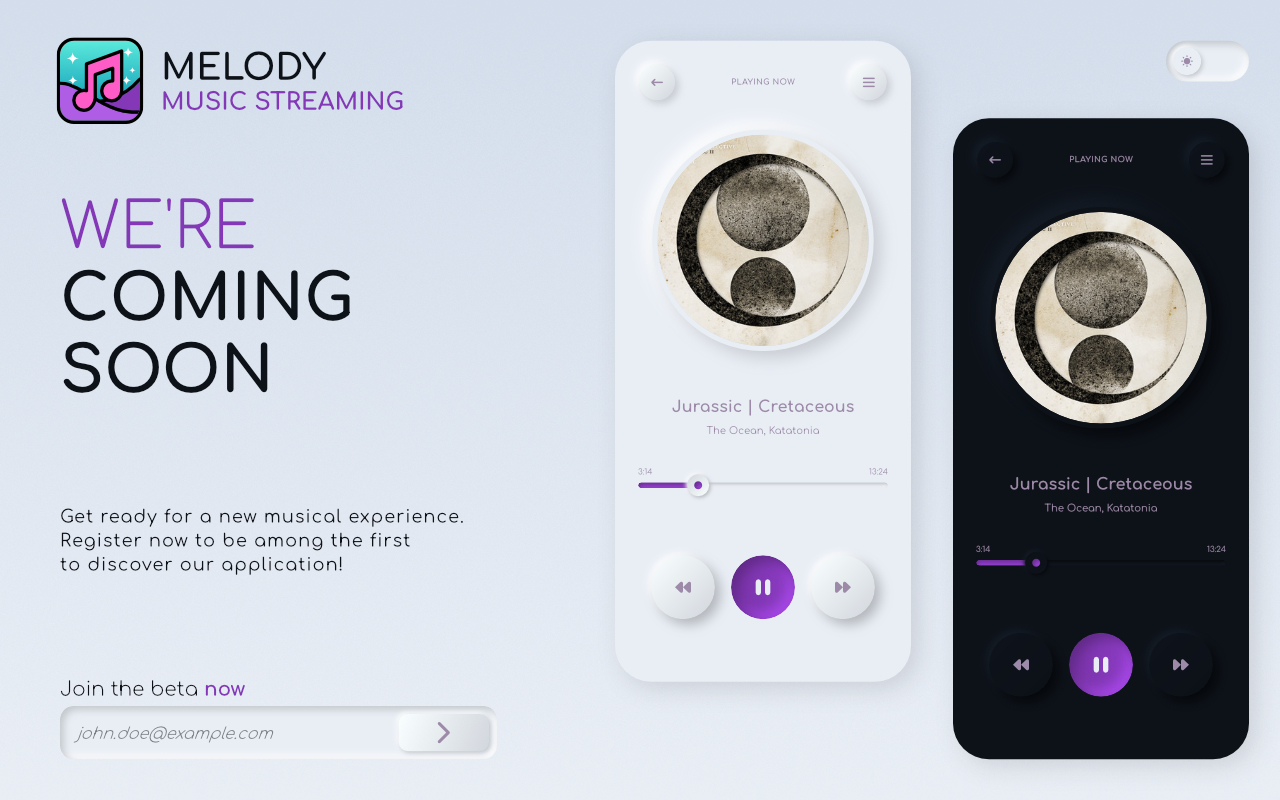 MELODY
MUSIC STREAMING
WE'RE
COMING
SOON
Get ready for a new musical experience.
Register now to be among the first
to discover our application!
Join the beta now
john.doe@example.com
PLAYING NOW
Jurassic | Cretaceous
The Ocean, Katatonia
3:14 13:24
PLAYING NOW
Jurassic | Cretaceous
The Ocean, Katatonia
3:14 13:24